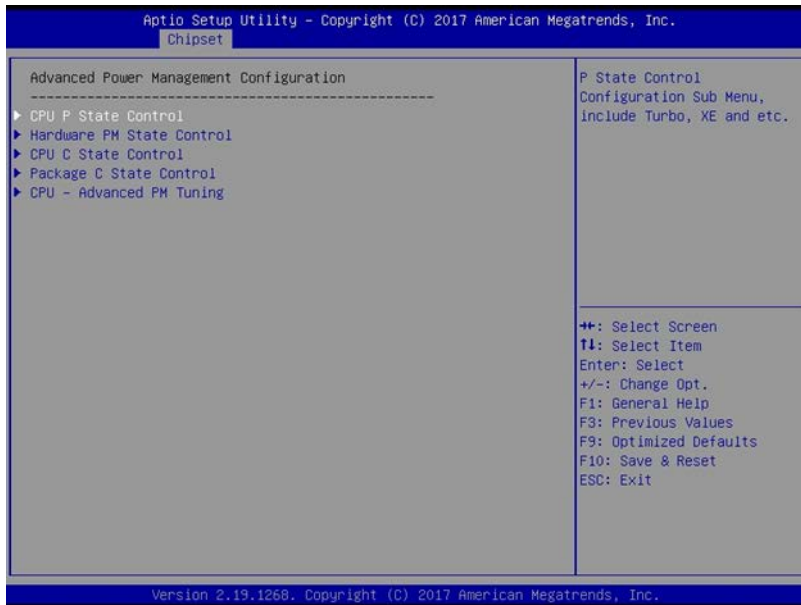 Aptio Setup Utility – Copyright (C) 2017 American Megatrends, Inc.
Chipset
Advanced Power Management Configuration
--------------------------------------------------
CPU P State Control
Hardware PM State Control
CPU C State Control
Package C State Control
CPU – Advanced PM Tuning
P State Control
Configuration Sub Menu,
include Turbo, XE and etc.
→←: Select Screen
↑↓: Select Item
Enter: Select
+/-: Change Opt.
F1: General Help
F3: Previous Values
F9: Optimized Defaults
F10: Save & Reset
ESC: Exit
Version 2.19.1268. Copyright (C) 2017 American Megatrends, Inc.